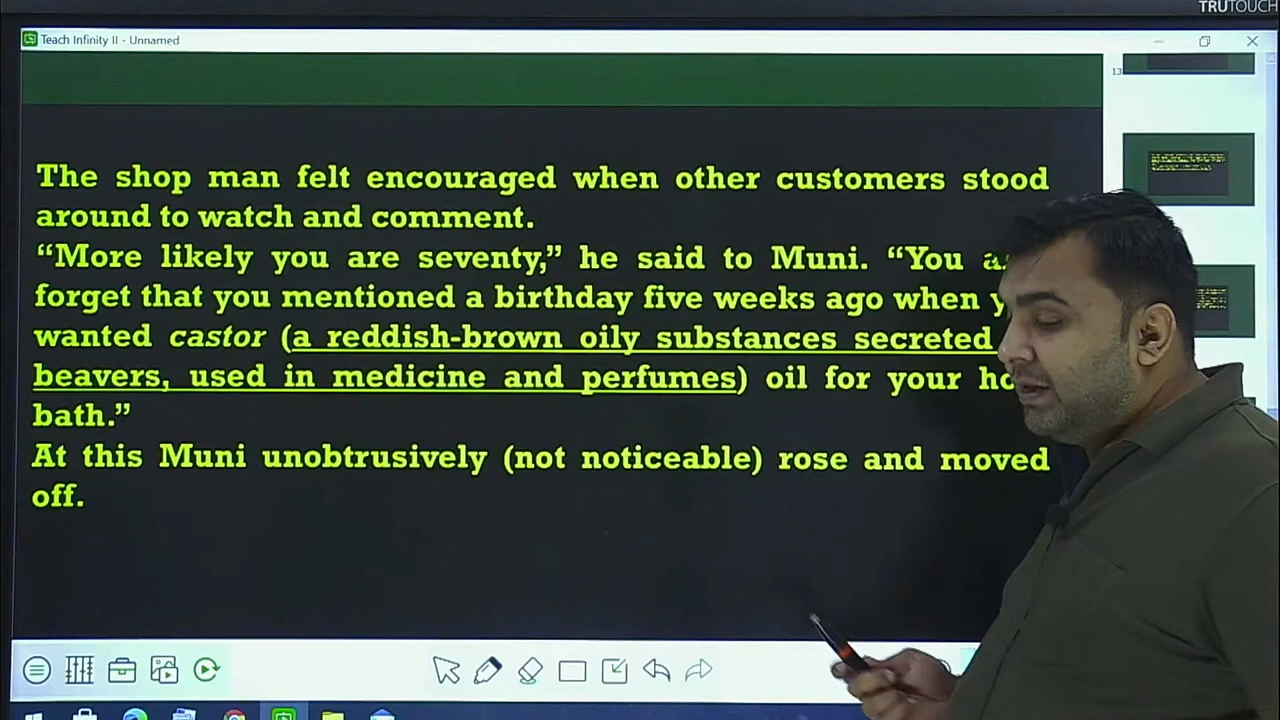 TRUTOUCH
Teach Infinity II - Unnamed
13
The shop man felt encouraged when other customers stood
around to watch and comment.
“More likely you are seventy,” he said to Muni. “You
forget that you mentioned a birthday five weeks ago when
wanted castor (a reddish-brown oily substances secreted
beavers, used in medicine and perfumes) oil for your
bath.”
At this Muni unobtrusively (not noticeable) rose and moved
off.